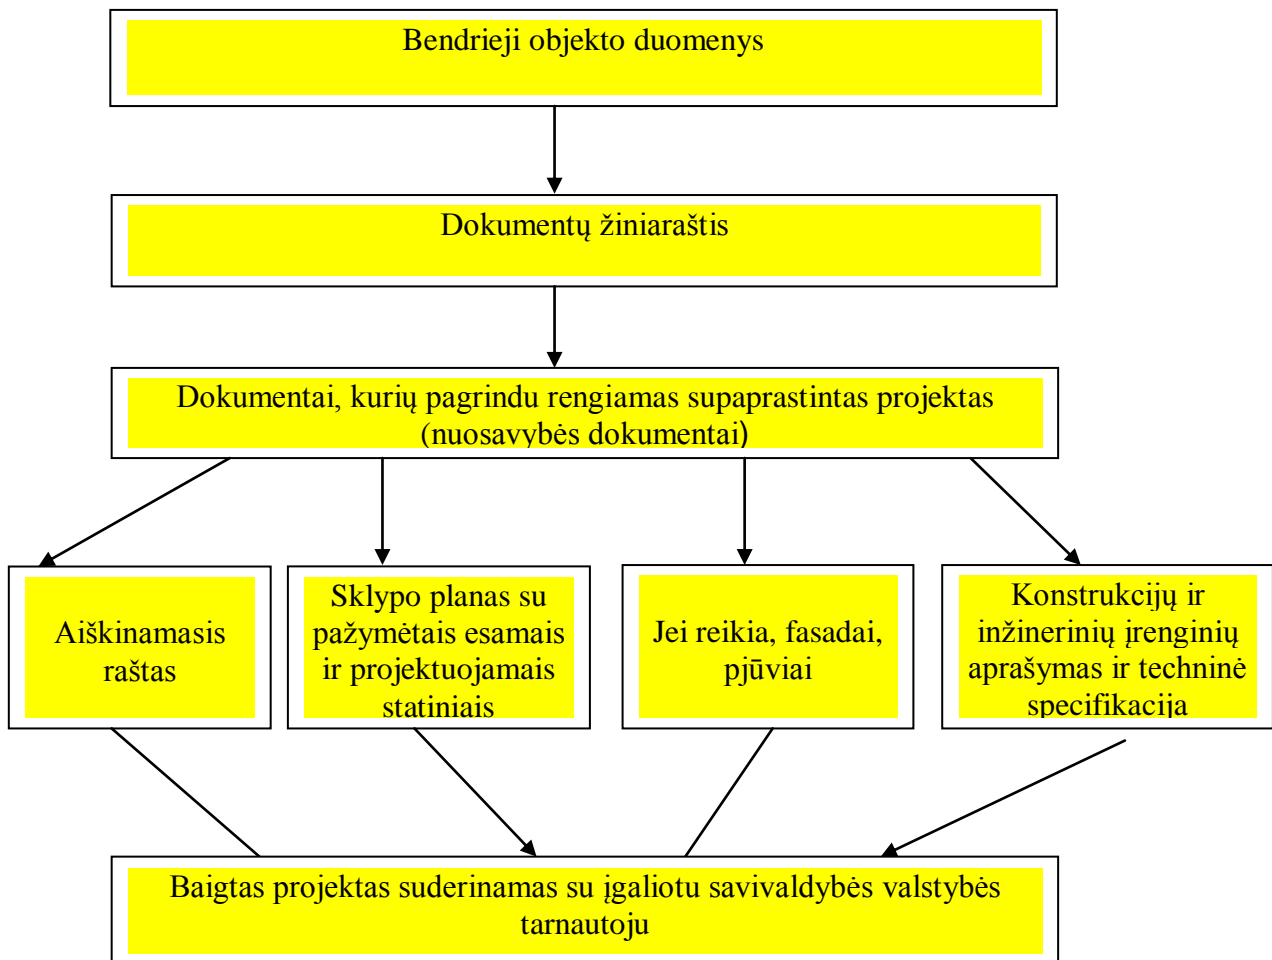 Bendrieji objekto duomenys
Dokumentų žiniaraštis
Dokumentai, kurių pagrindu rengiamas supaprastintas projektas
(nuosavybės dokumentai)
Aiškinamasis
raštas
Sklypo planas su
pažymėtais esamais
ir projektuojamais
statiniais
Jei reikia, fasadai,
pjūviai
Konstrukcijų ir
inžinerinių įrenginių
aprašymas ir techninė
specifikacija
Baigtas projektas suderinamas su įgaliotu savivaldybės valstybės
tarnautoju